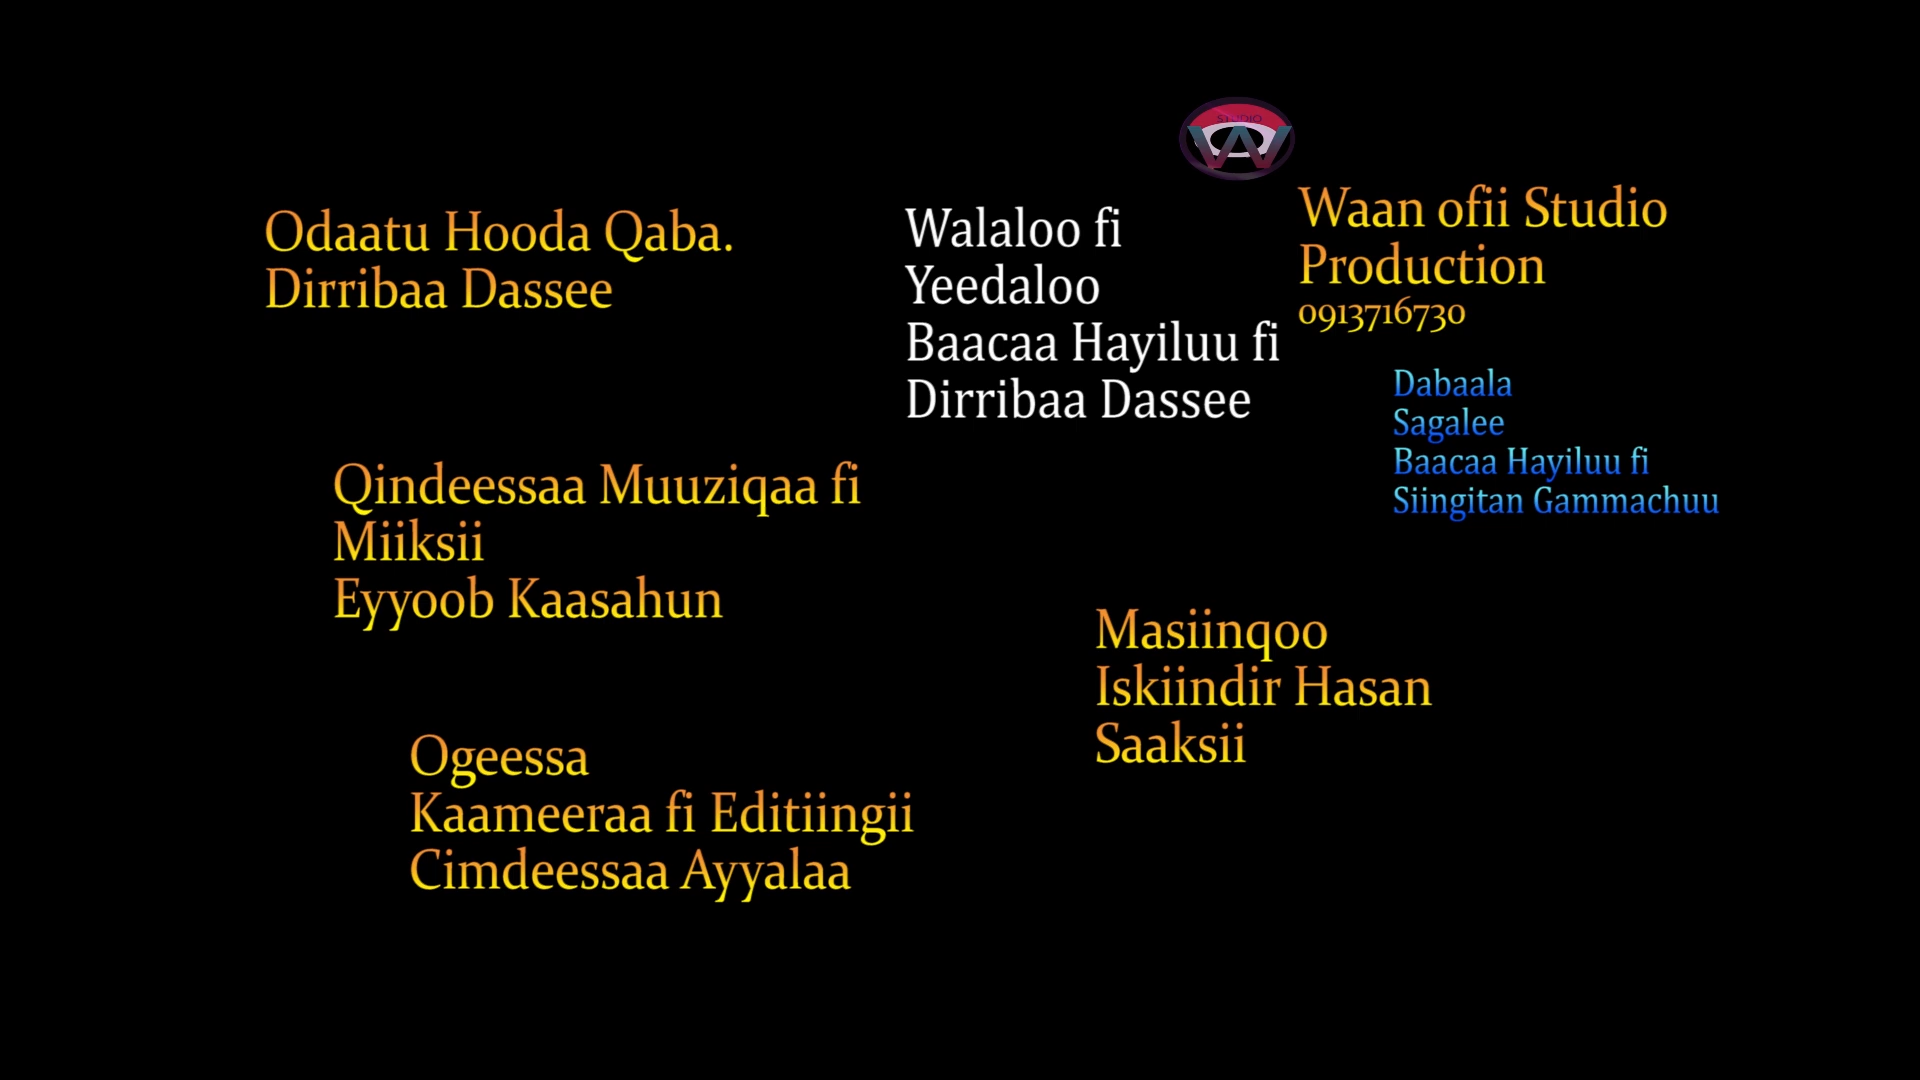 STUDIO
Odaatu Hooda Qaba.
Dirribaa Dassee
Walaloo fi
Yeedaloo
Baacaa Hayiluu fi
Dirribaa Dassee
Waan ofii Studio
Production
0913716730
Dabaala
Sagalee
Baacaa Hayiluu fi
Siingitan Gammachuu
Qindeessaa Muuziqaa fi
Miiksii
Eyyoob Kaasahun
Masiinqoo
Iskiindir Hasan
Saaksii
Ogeessa
Kaameeraa fi Editiingii
Cimdeessaa Ayyalaa